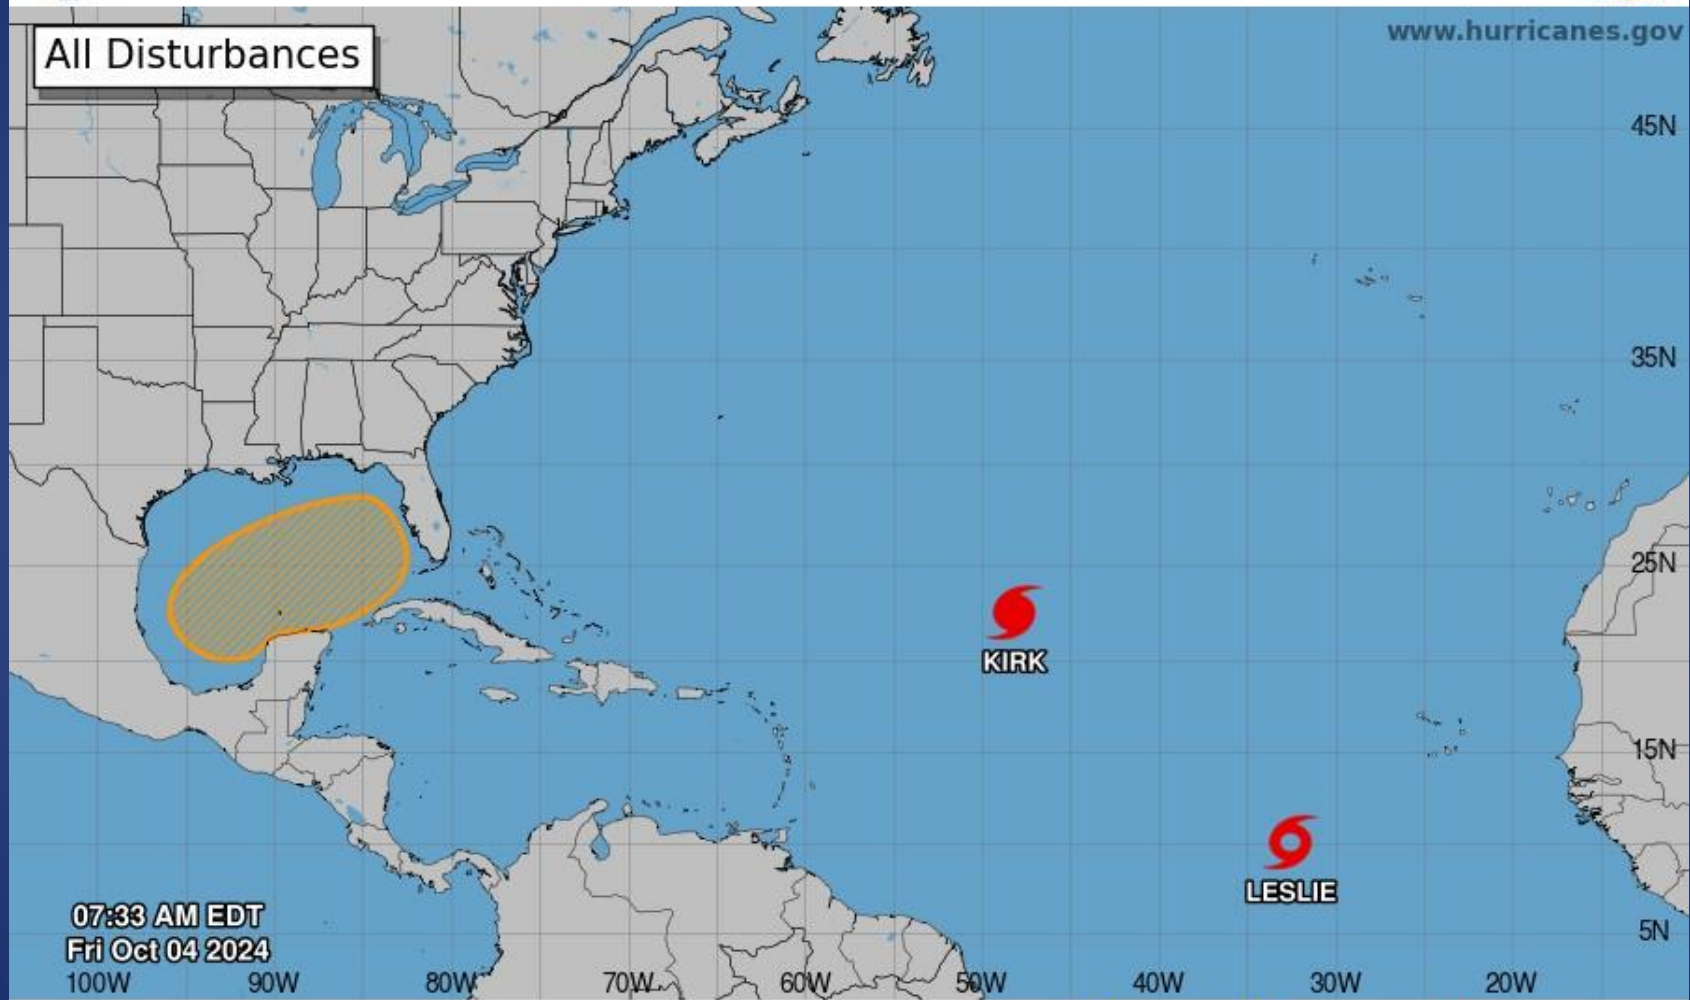 All Disturbances
www.hurricanes.gov
45N
35N
25N
15N
5N
KIRK
LESLIE
07:33 AM EDT
Fri Oct 04 2024
100W 90W 80W 70W 60W 50W 40W 30W 20W